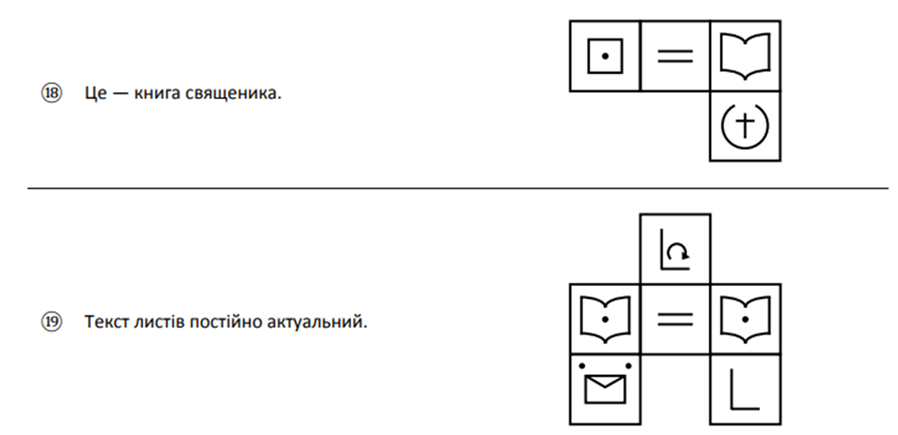 ⑱ Це — книга священика.
⑲ Текст листів постійно актуальний.